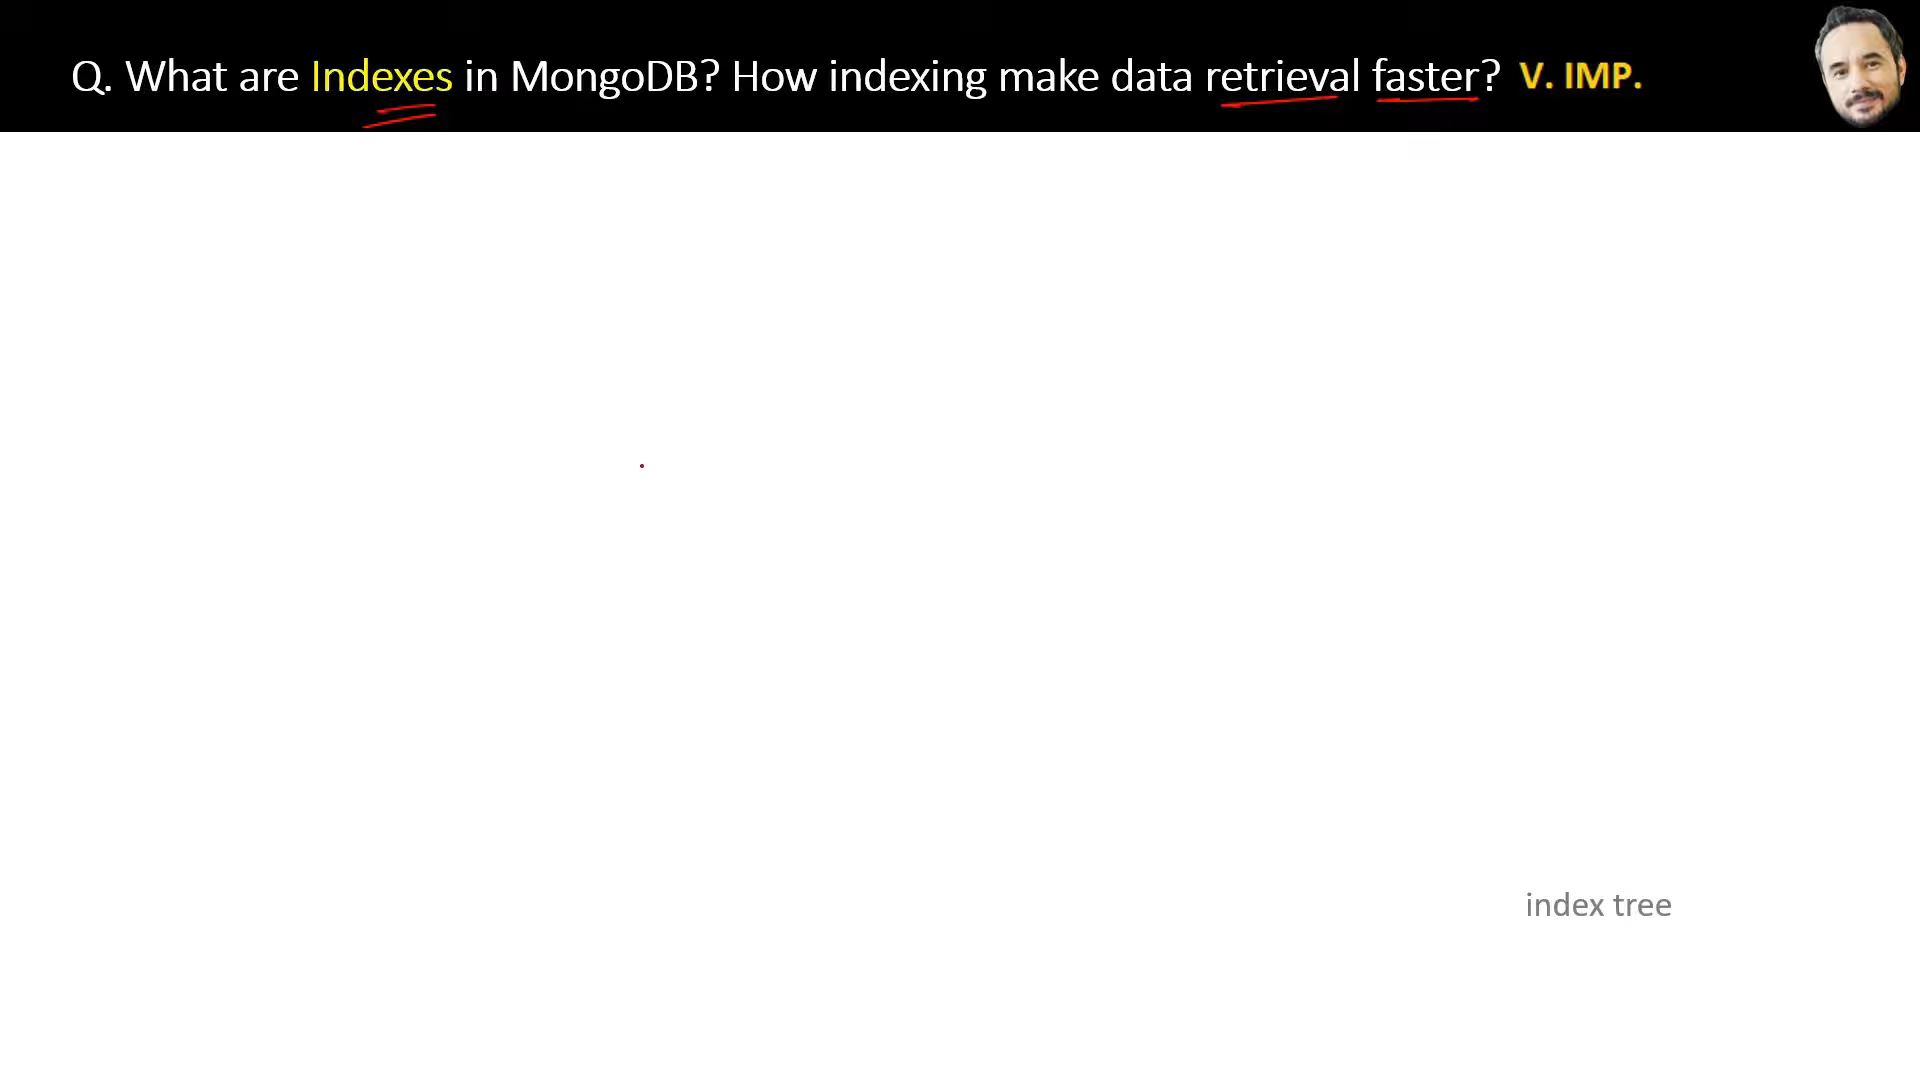 Q. What are Indexes in MongoDB? How indexing make data retrieval faster? V. IMP.
index tree